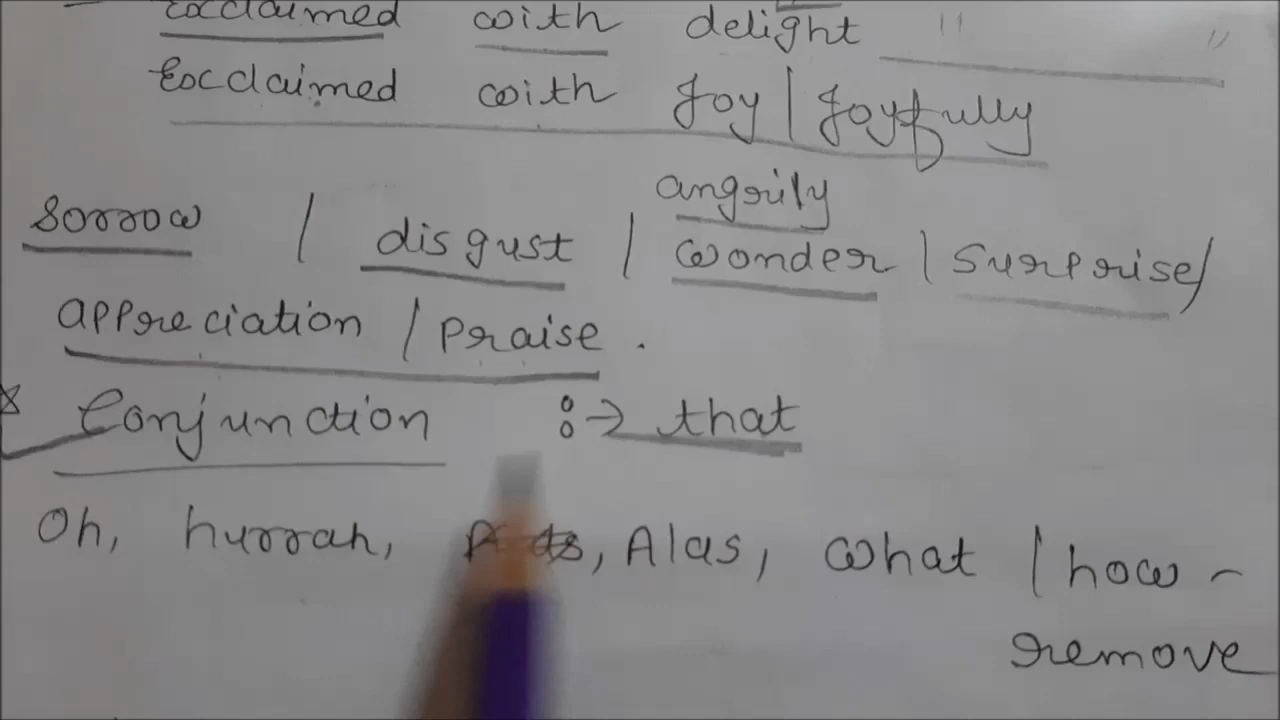 Exclaimed with delight " "
Exclaimed with Joy / Joyfully
angrily
Sorrow / disgust / wonder / Surprise /
appreciation / Praise .
Conjunction :→ that
Oh, hurrah, , Alas, what / how -
remove